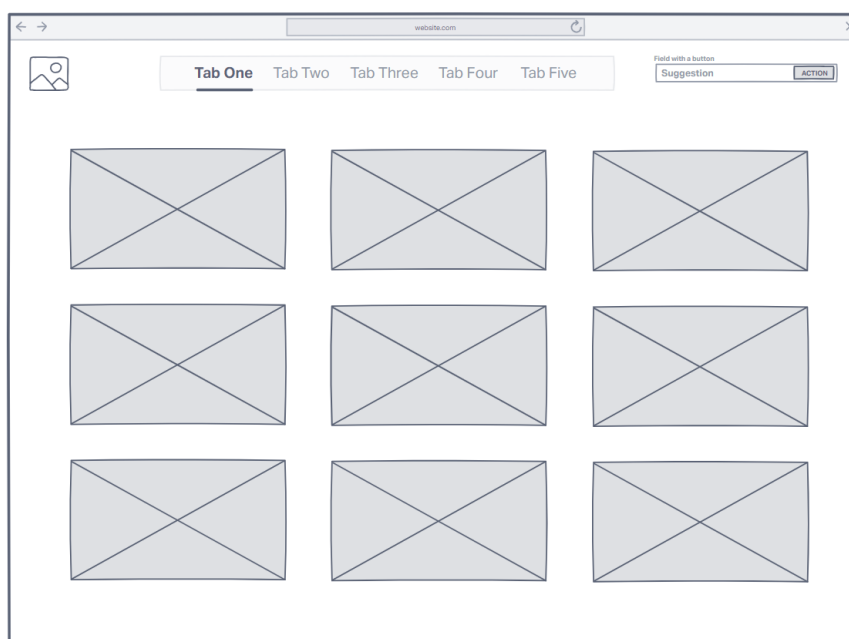 website.com
Tab One Tab Two Tab Three Tab Four Tab Five
Field with a button
Suggestion ACTION